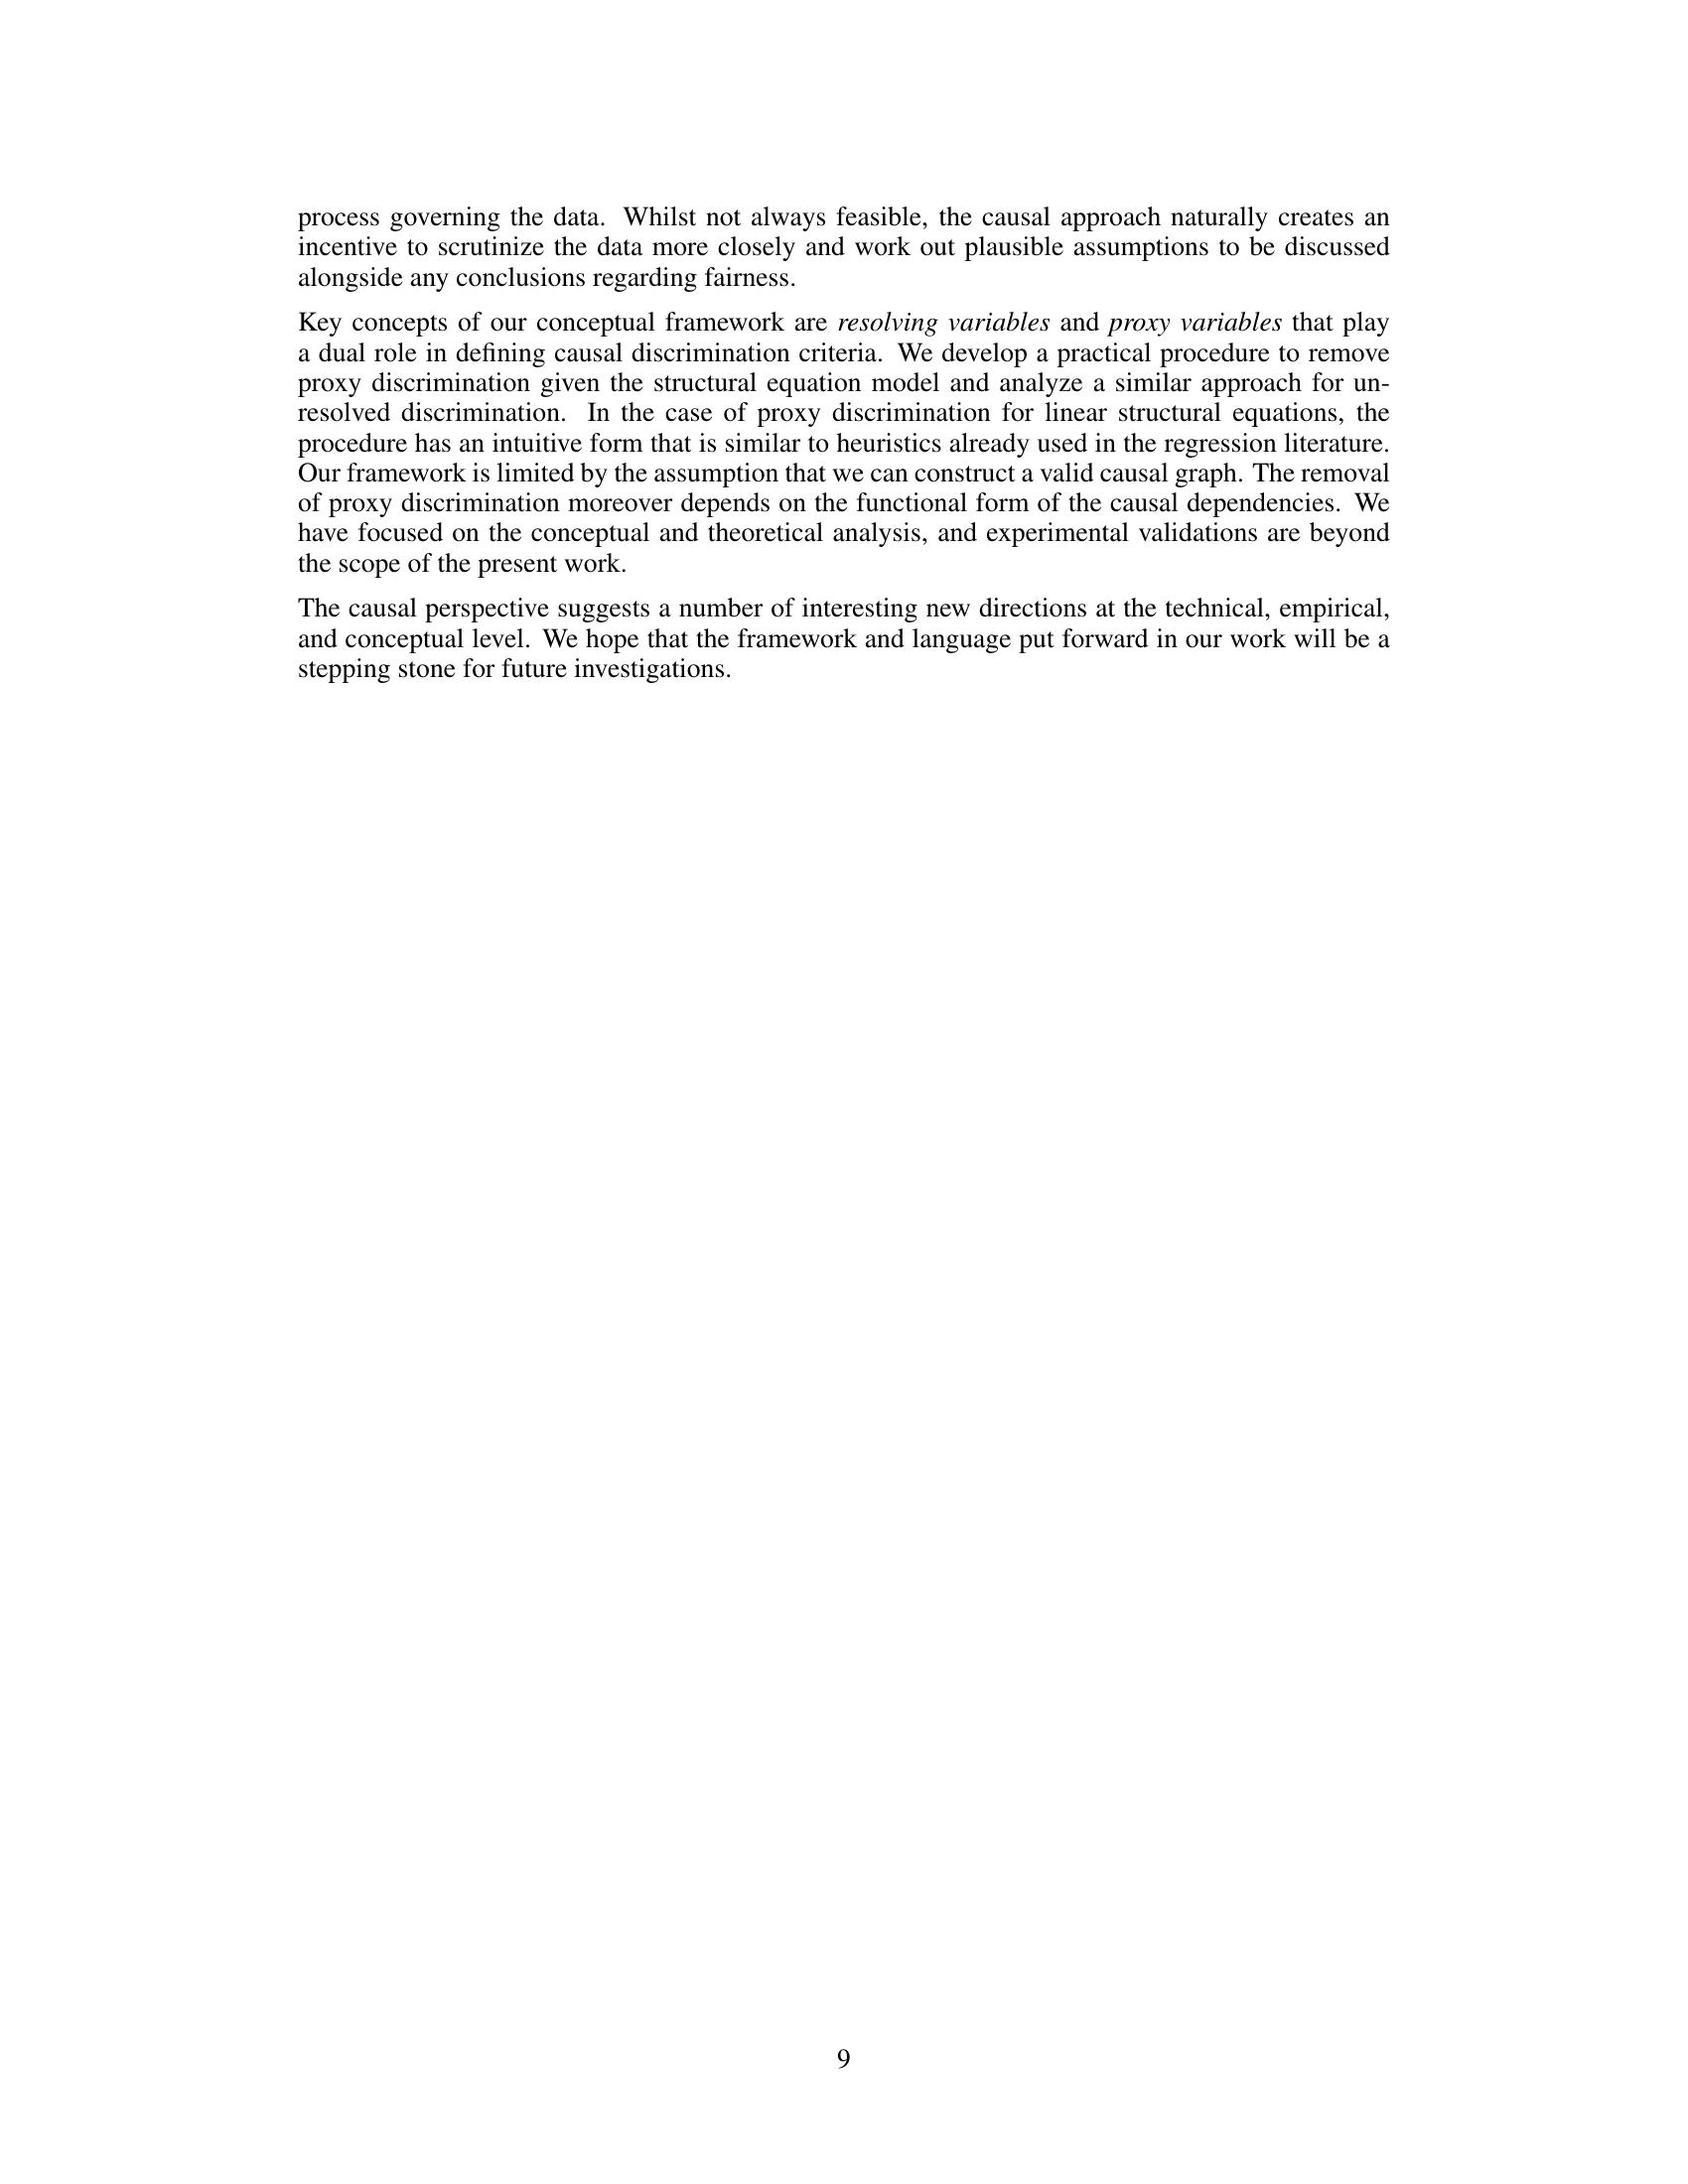 process governing the data. Whilst not always feasible, the causal approach naturally creates an
incentive to scrutinize the data more closely and work out plausible assumptions to be discussed
alongside any conclusions regarding fairness.
Key concepts of our conceptual framework are resolving variables and proxy variables that play
a dual role in defining causal discrimination criteria. We develop a practical procedure to remove
proxy discrimination given the structural equation model and analyze a similar approach for un-
resolved discrimination. In the case of proxy discrimination for linear structural equations, the
procedure has an intuitive form that is similar to heuristics already used in the regression literature.
Our framework is limited by the assumption that we can construct a valid causal graph. The removal
of proxy discrimination moreover depends on the functional form of the causal dependencies. We
have focused on the conceptual and theoretical analysis, and experimental validations are beyond
the scope of the present work.
The causal perspective suggests a number of interesting new directions at the technical, empirical,
and conceptual level. We hope that the framework and language put forward in our work will be a
stepping stone for future investigations.
9